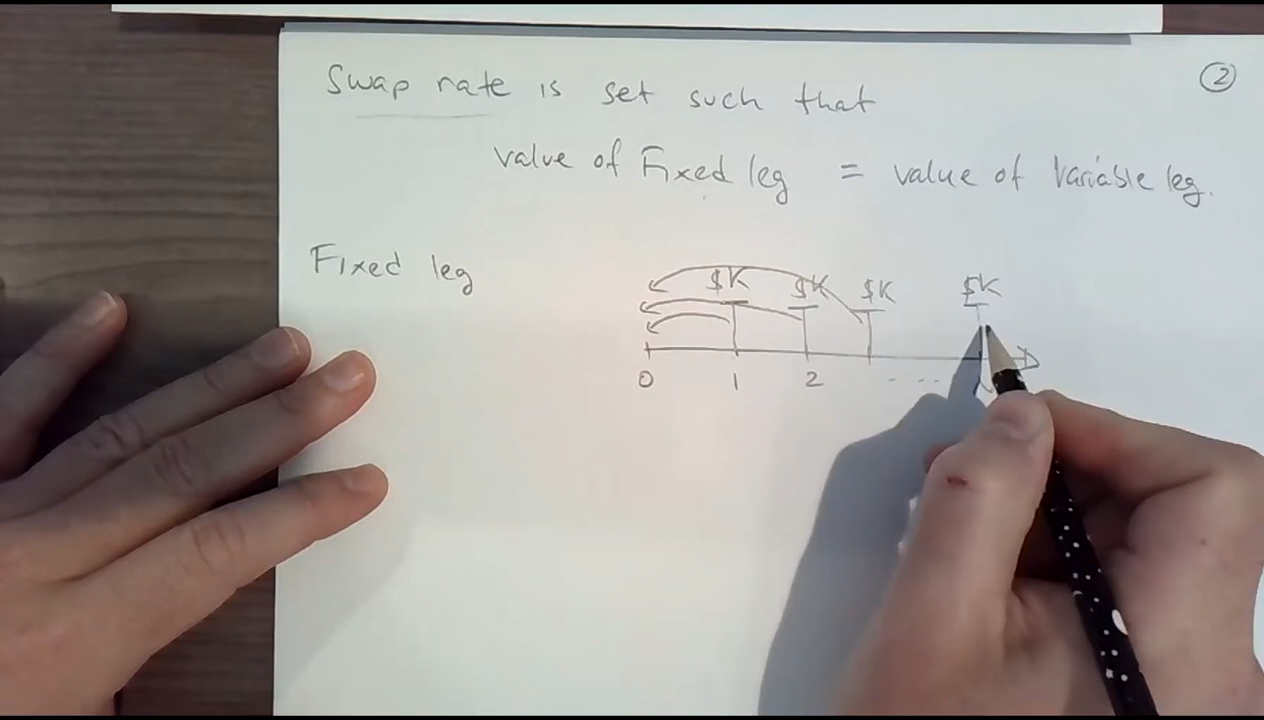 ②
Swap rate is set such that
value of Fixed leg = value of Variable leg.
Fixed leg
$K $K $K $K
0 1 2 ----